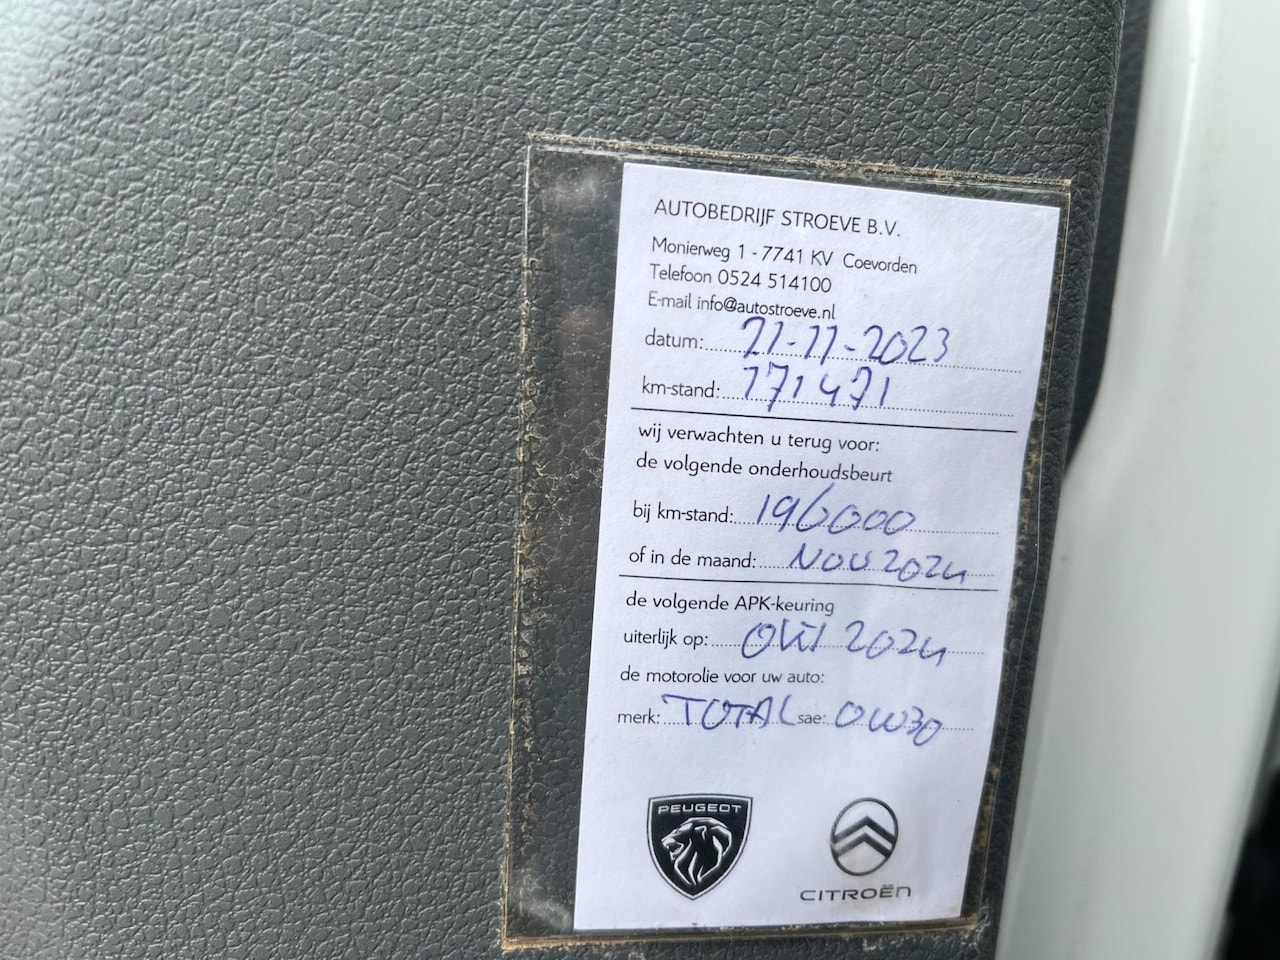 AUTOBEDRIJF STROEVE B.V.
Monierweg 1 - 7741 KV Coevorden
Telefoon 0524 514100
E-mail info@autostroeve.nl
datum: 21-11-2023
km-stand: 171471
wij verwachten u terug voor:
de volgende onderhoudsbeurt
bij km-stand: 196000
of in de maand: NOV 2024
de volgende APK-keuring
uiterlijk op: Okt 2024
de motorolie voor uw auto:
merk: TOTAL sae: 0W30
PEUGEOT
CITROËN